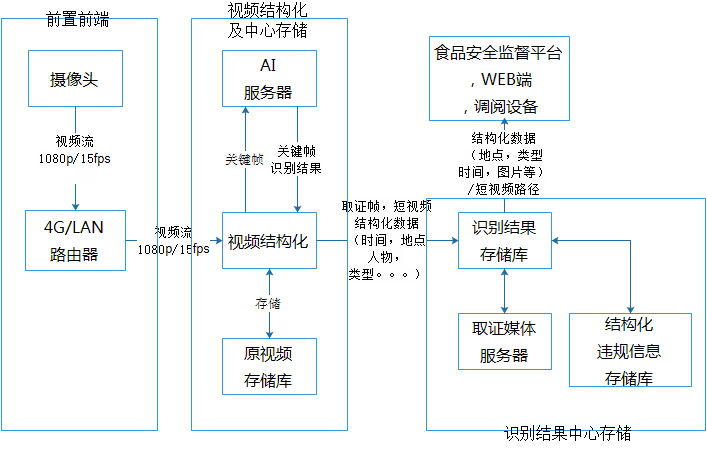 前置前端
摄像头
视频流
1080p/15fps
4G/LAN
路由器
视频流
1080p/15fps
视频结构化
及中心存储
AI
服务器
关键帧
关键帧
识别结果
视频结构化
存储
原视频
存储库
取证帧，短视频
结构化数据
（时间，地点
人物，
类型。。。）
食品安全监督平台
，WEB端
，调阅设备
结构化数据
（地点，类型
时间，图片等）
/短视频路径
识别结果
存储库
取证媒体
服务器
结构化
违规信息
存储库
识别结果中心存储